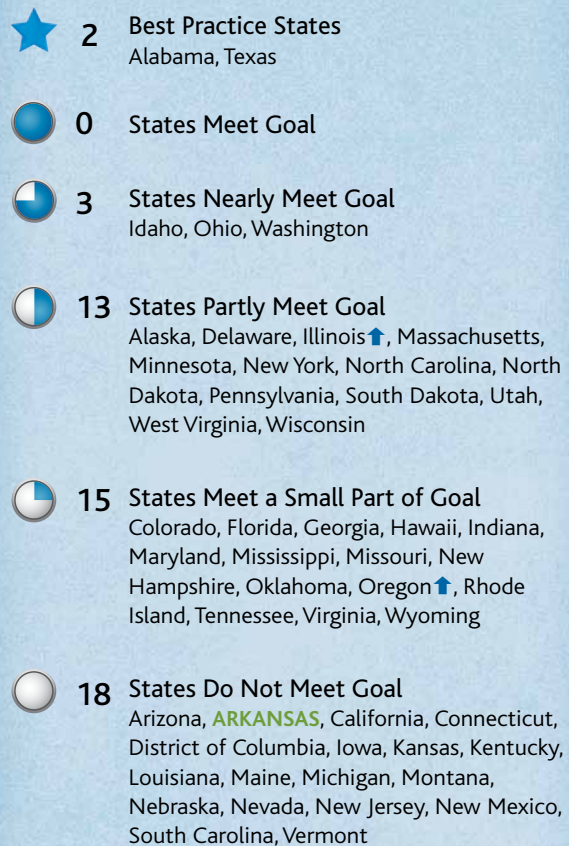 2 Best Practice States
Alabama, Texas
0 States Meet Goal
3 States Nearly Meet Goal
Idaho, Ohio, Washington
13 States Partly Meet Goal
Alaska, Delaware, Illinois⬆, Massachusetts,
Minnesota, New York, North Carolina, North
Dakota, Pennsylvania, South Dakota, Utah,
West Virginia, Wisconsin
15 States Meet a Small Part of Goal
Colorado, Florida, Georgia, Hawaii, Indiana,
Maryland, Mississippi, Missouri, New
Hampshire, Oklahoma, Oregon⬆, Rhode
Island, Tennessee, Virginia, Wyoming
18 States Do Not Meet Goal
Arizona, ARKANSAS, California, Connecticut,
District of Columbia, Iowa, Kansas, Kentucky,
Louisiana, Maine, Michigan, Montana,
Nebraska, Nevada, New Jersey, New Mexico,
South Carolina, Vermont